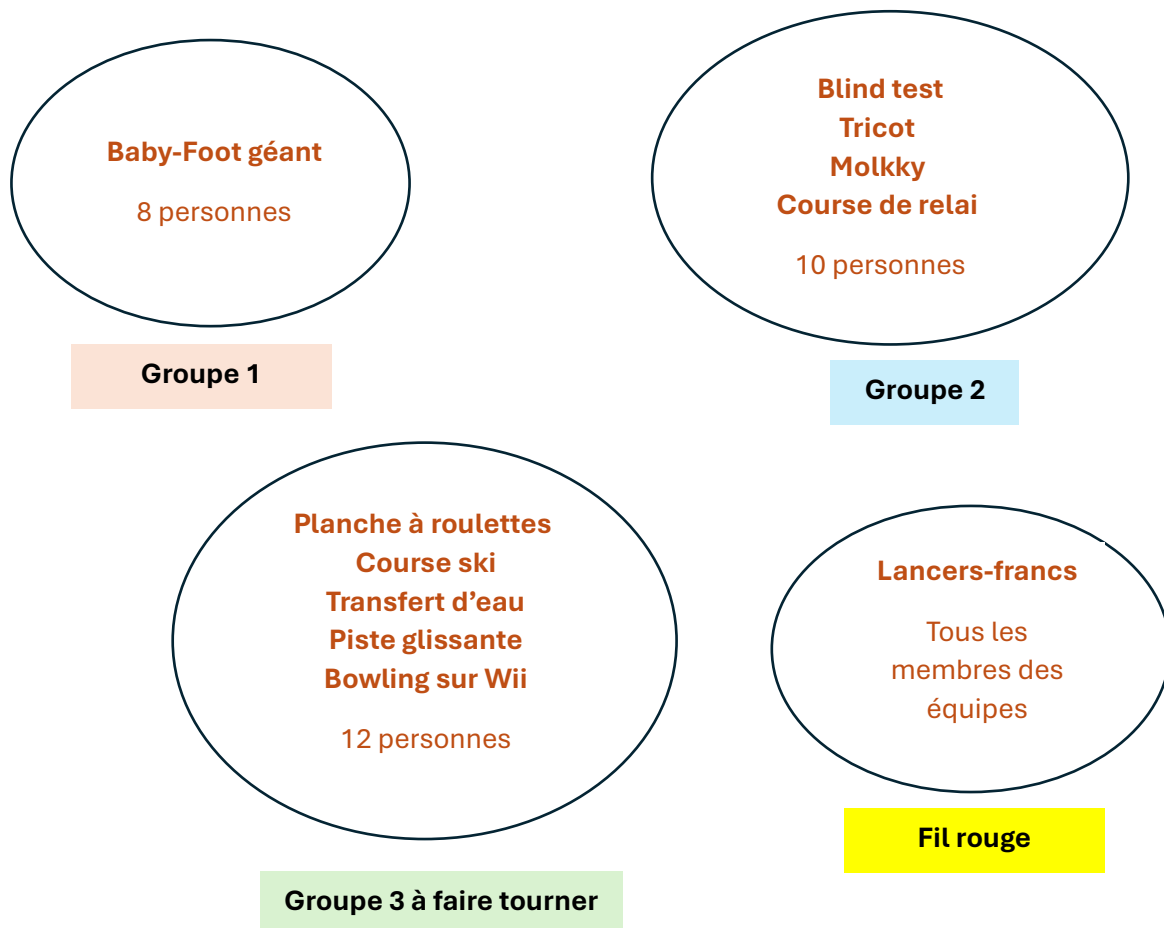 Baby-Foot géant
8 personnes
Groupe 1
Blind test
Tricot
Molkky
Course de relai
10 personnes
Groupe 2
Planche à roulettes
Course ski
Transfert d’eau
Piste glissante
Bowling sur Wii
12 personnes
Groupe 3 à faire tourner
Lancers-francs
Tous les
membres des
équipes
Fil rouge